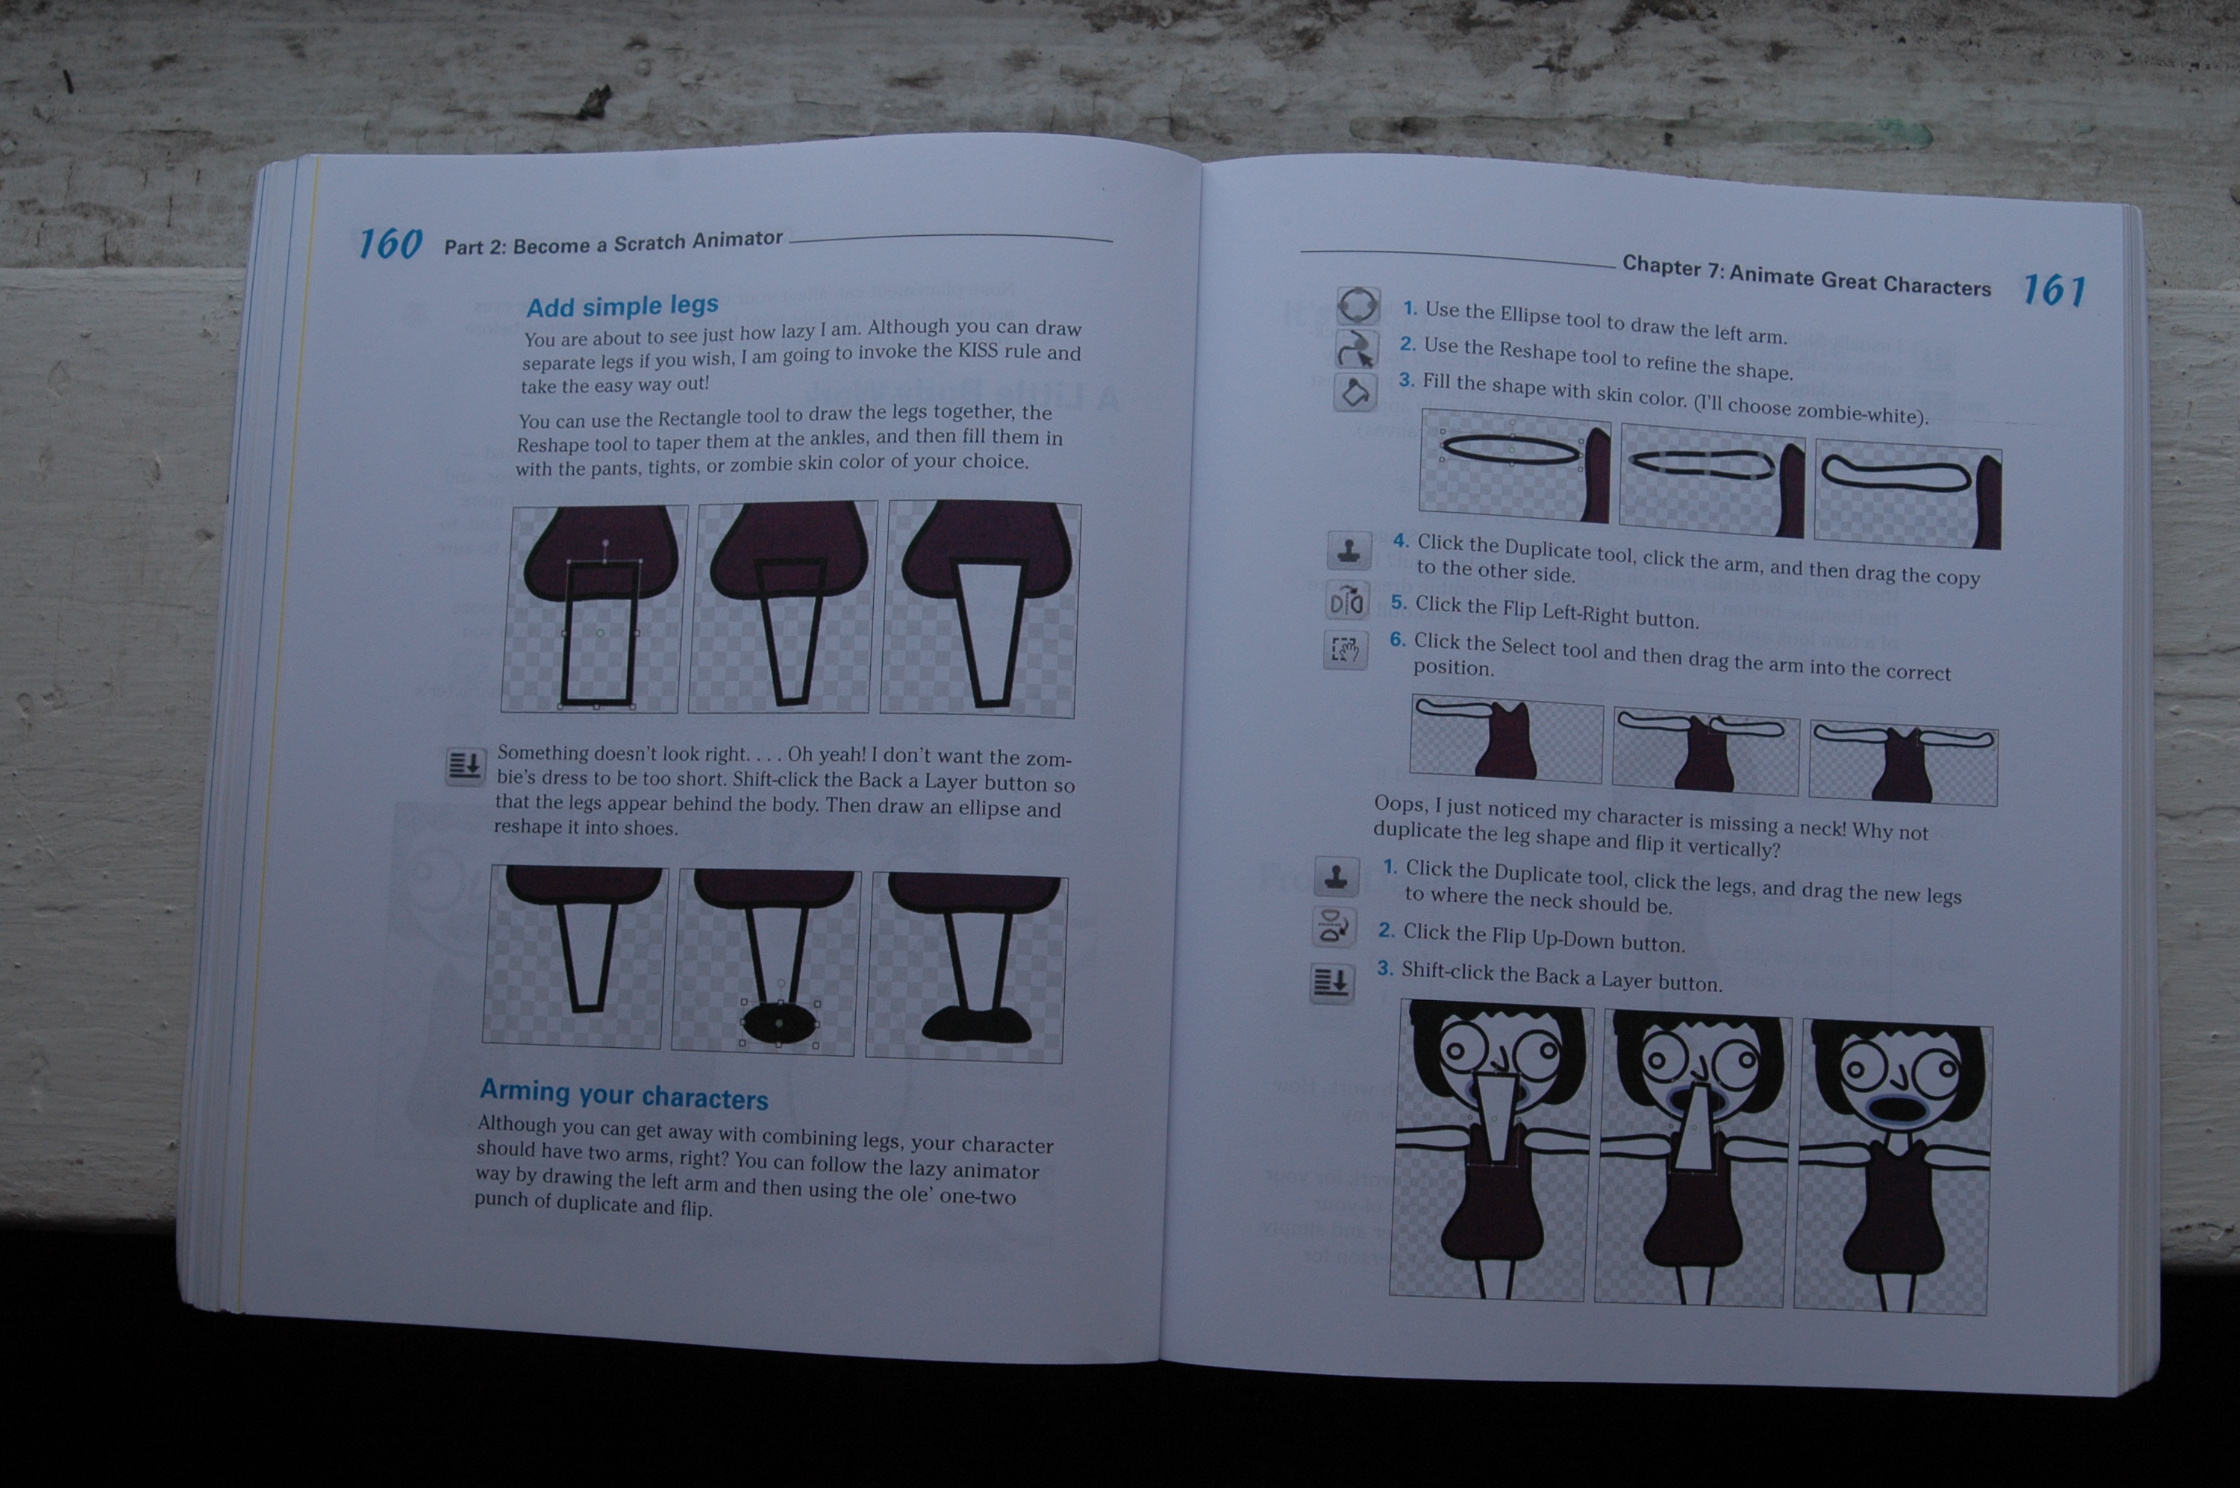 160 Part 2: Become a Scratch Animator
Add simple legs
You are about to see just how lazy I am. Although you can draw
separate legs if you wish, I am going to invoke the KISS rule and
take the easy way out!
You can use the Rectangle tool to draw the legs together, the
Reshape tool to taper them at the ankles, and then fill them in
with the pants, tights, or zombie skin color of your choice.
Something doesn't look right. . . . Oh yeah! I don't want the zom-
bie's dress to be too short. Shift-click the Back a Layer button so
that the legs appear behind the body. Then draw an ellipse and
reshape it into shoes.
Arming your characters
Although you can get away with combining legs, your character
should have two arms, right? You can follow the lazy animator
way by drawing the left arm and then using the ole' one-two
punch of duplicate and flip.
Chapter 7: Animate Great Characters 161
1. Use the Ellipse tool to draw the left arm.
2. Use the Reshape tool to refine the shape.
3. Fill the shape with skin color. (I'll choose zombie-white).
4. Click the Duplicate tool, click the arm, and then drag the copy
to the other side.
5. Click the Flip Left-Right button.
6. Click the Select tool and then drag the arm into the correct
position.
Oops, I just noticed my character is missing a neck! Why not
duplicate the leg shape and flip it vertically?
1. Click the Duplicate tool, click the legs, and drag the new legs
to where the neck should be.
2. Click the Flip Up-Down button.
3. Shift-click the Back a Layer button.